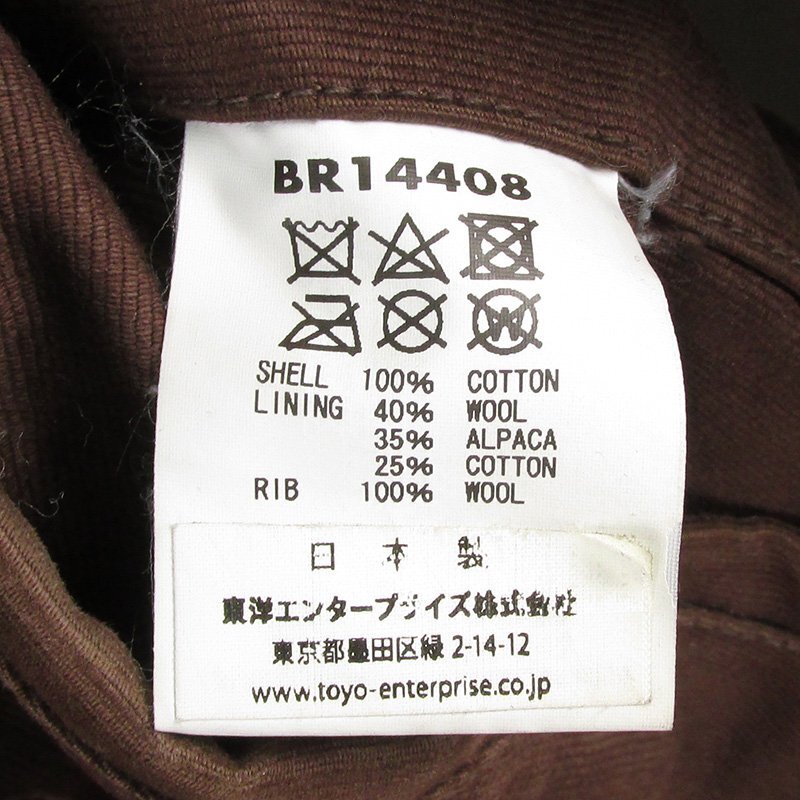 BR14408
W
SHELL 100% COTTON
LINING 40% WOOL
35% ALPACA
25% COTTON
RIB 100% WOOL
日本製
東洋エンタープライズ株式会社
東京都墨田区緑 2-14-12
www.toyo-enterprise.co.jp